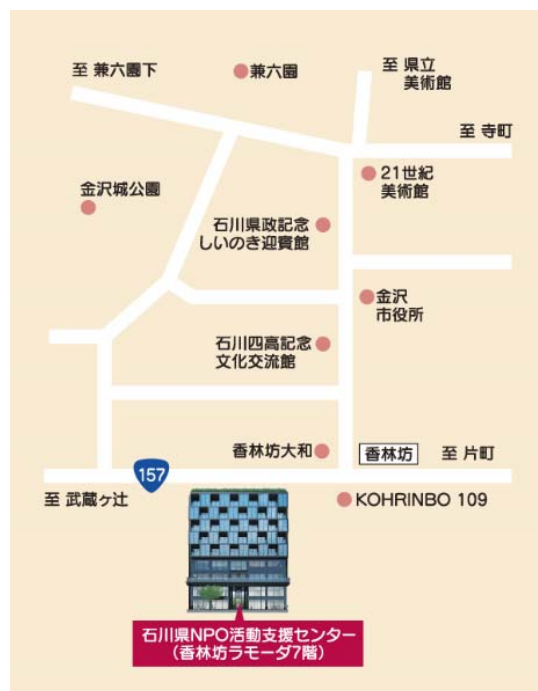 至 兼六園下
兼六園
至 県立
美術館
至 寺町
21世紀
美術館
金沢城公園
石川県政記念
しいのき迎賓館
金沢
市役所
石川四高記念
文化交流館
香林坊大和
香林坊
至 片町
157
至 武蔵ヶ辻
KOHRINBO 109
石川県NPO活動支援センター
(香林坊ラモーダ7階)